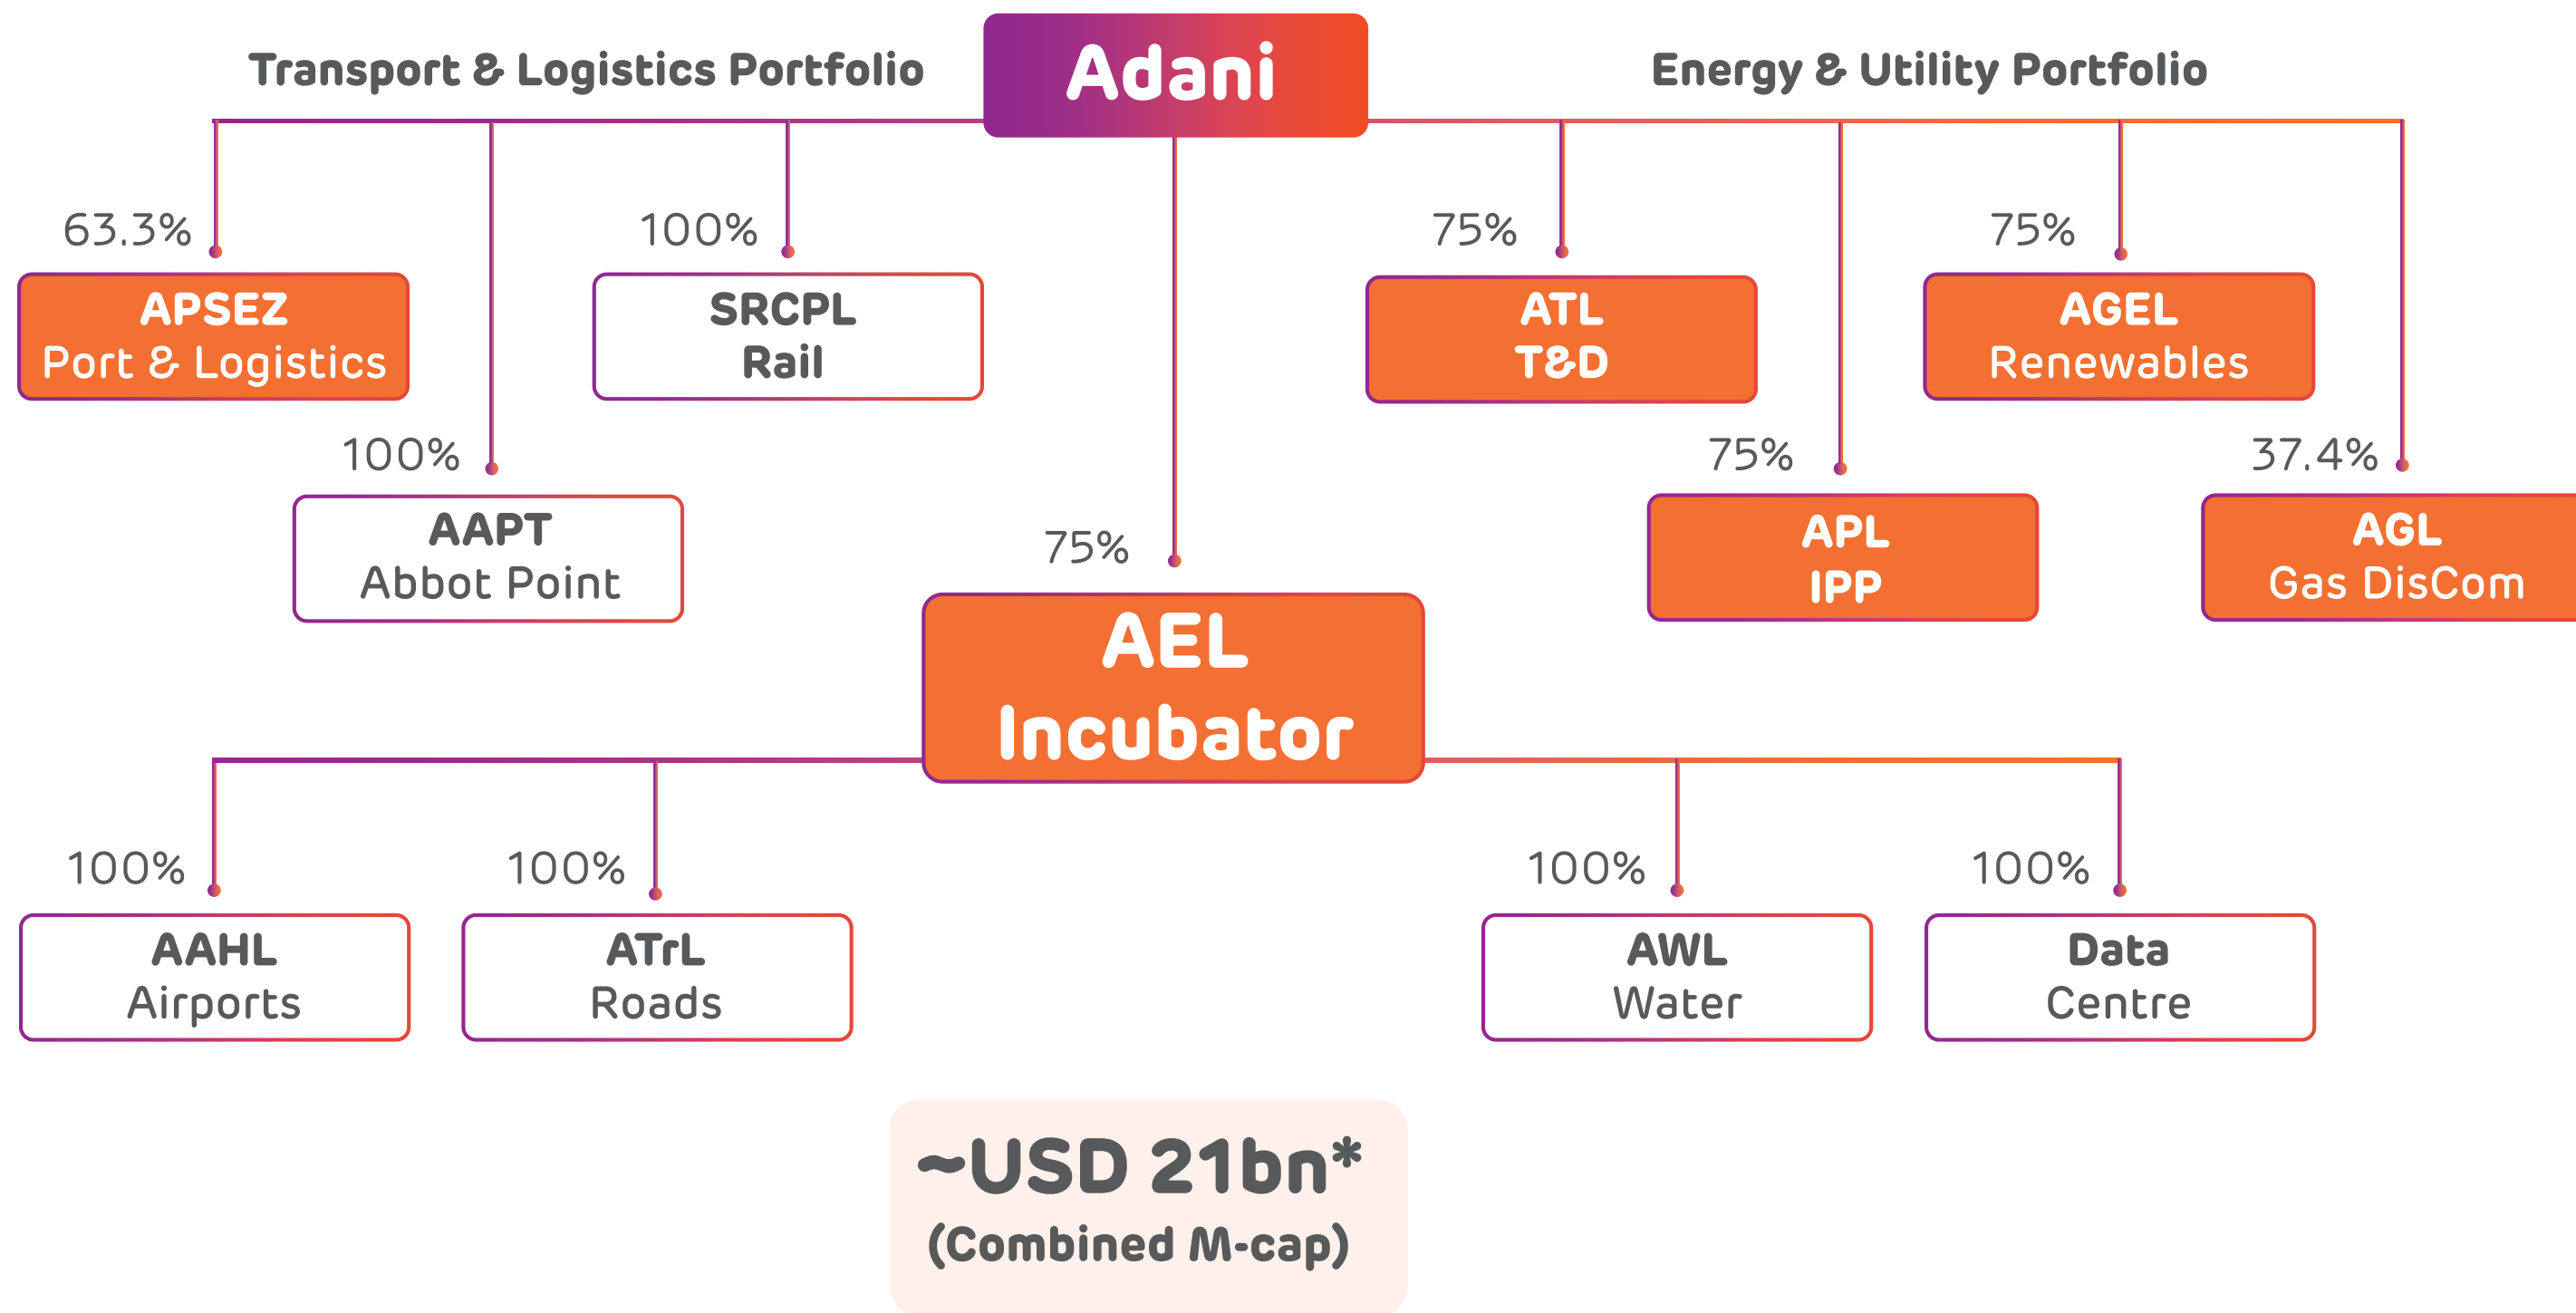 Transport & Logistics Portfolio
Adani
Energy & Utility Portfolio
63.3%
APSEZ
Port & Logistics
100%
AAPT
Abbot Point
100%
SRCPL
Rail
75%
AEL
Incubator
75%
ATL
T&D
75%
APL
IPP
75%
AGEL
Renewables
37.4%
AGL
Gas DisCom
100%
AAHL
Airports
100%
ATrL
Roads
100%
AWL
Water
100%
Data
Centre
~USD 21bn*
(Combined M-cap)